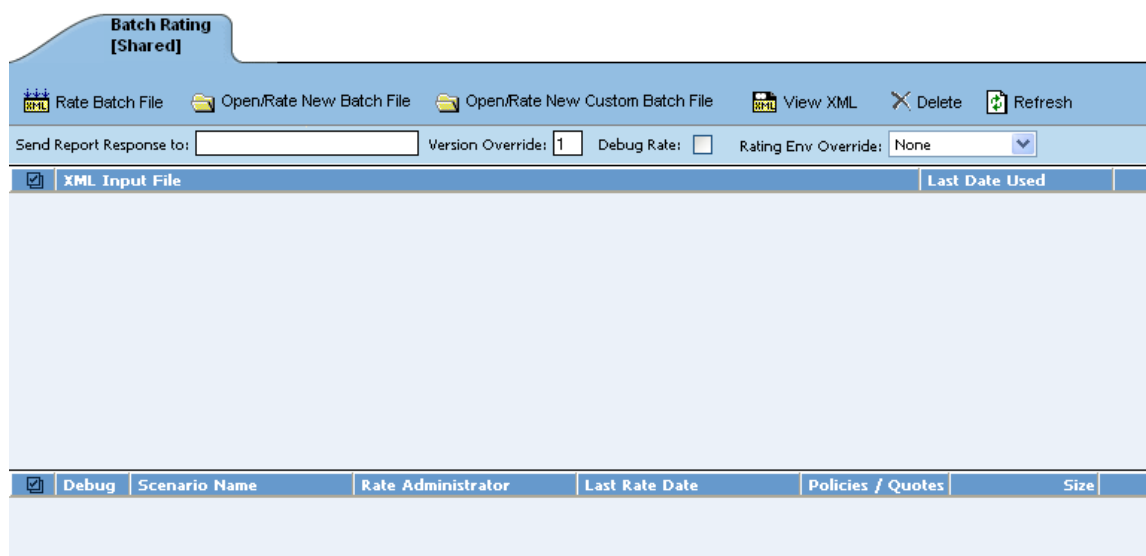 Batch Rating
[Shared]
XML Rate Batch File Open/Rate New Batch File Open/Rate New Custom Batch File XML View XML Delete Refresh
Send Report Response to: Version Override: 1 Debug Rate: Rating Env Override: None
XML Input File Last Date Used
Debug Scenario Name Rate Administrator Last Rate Date Policies / Quotes Size